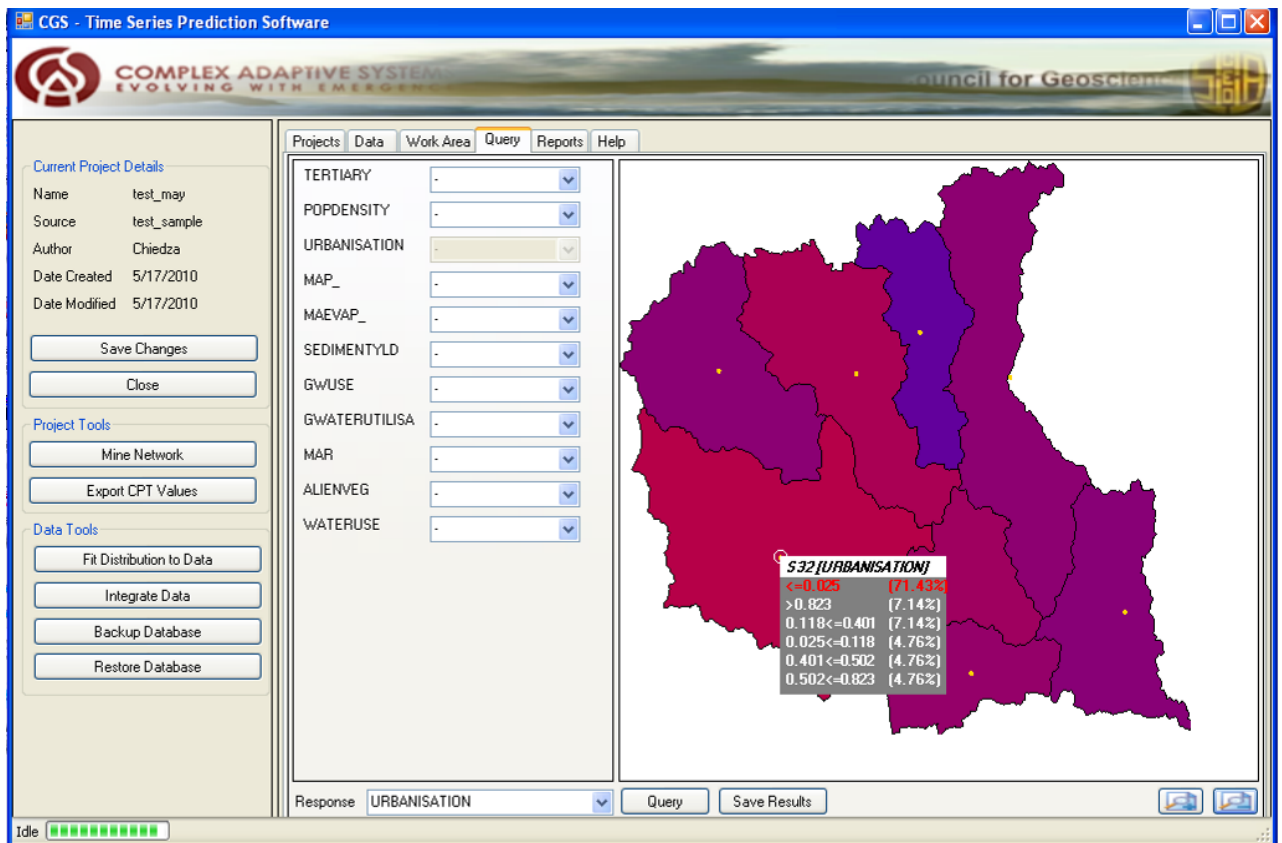 CGS - Time Series Prediction Software
COMPLEX ADAPTIVE SYSTEMS
EVOLVING WITH EMERGENCE
ouncil for Geoscienc
Projects Data Work Area Query Reports Help
Current Project Details
Name test_may
Source test_sample
Author Chiedza
Date Created 5/17/2010
Date Modified 5/17/2010
Save Changes
Close
Project Tools
Mine Network
Export CPT Values
Data Tools
Fit Distribution to Data
Integrate Data
Backup Database
Restore Database
TERTIARY -
POPDENSITY -
URBANISATION -
MAP_ -
MAEVAP_ -
SEDIMENTYLD -
GWUSE -
GWATERUTILISA -
MAR -
ALIENVEG -
WATERUSE -
S32 [URBANISATION]
<=0.025 (71.43%)
>0.823 (7.14%)
0.118<=0.401 (7.14%)
0.025<=0.118 (4.76%)
0.401<=0.502 (4.76%)
0.502<=0.823 (4.76%)
Response URBANISATION Query Save Results
Idle